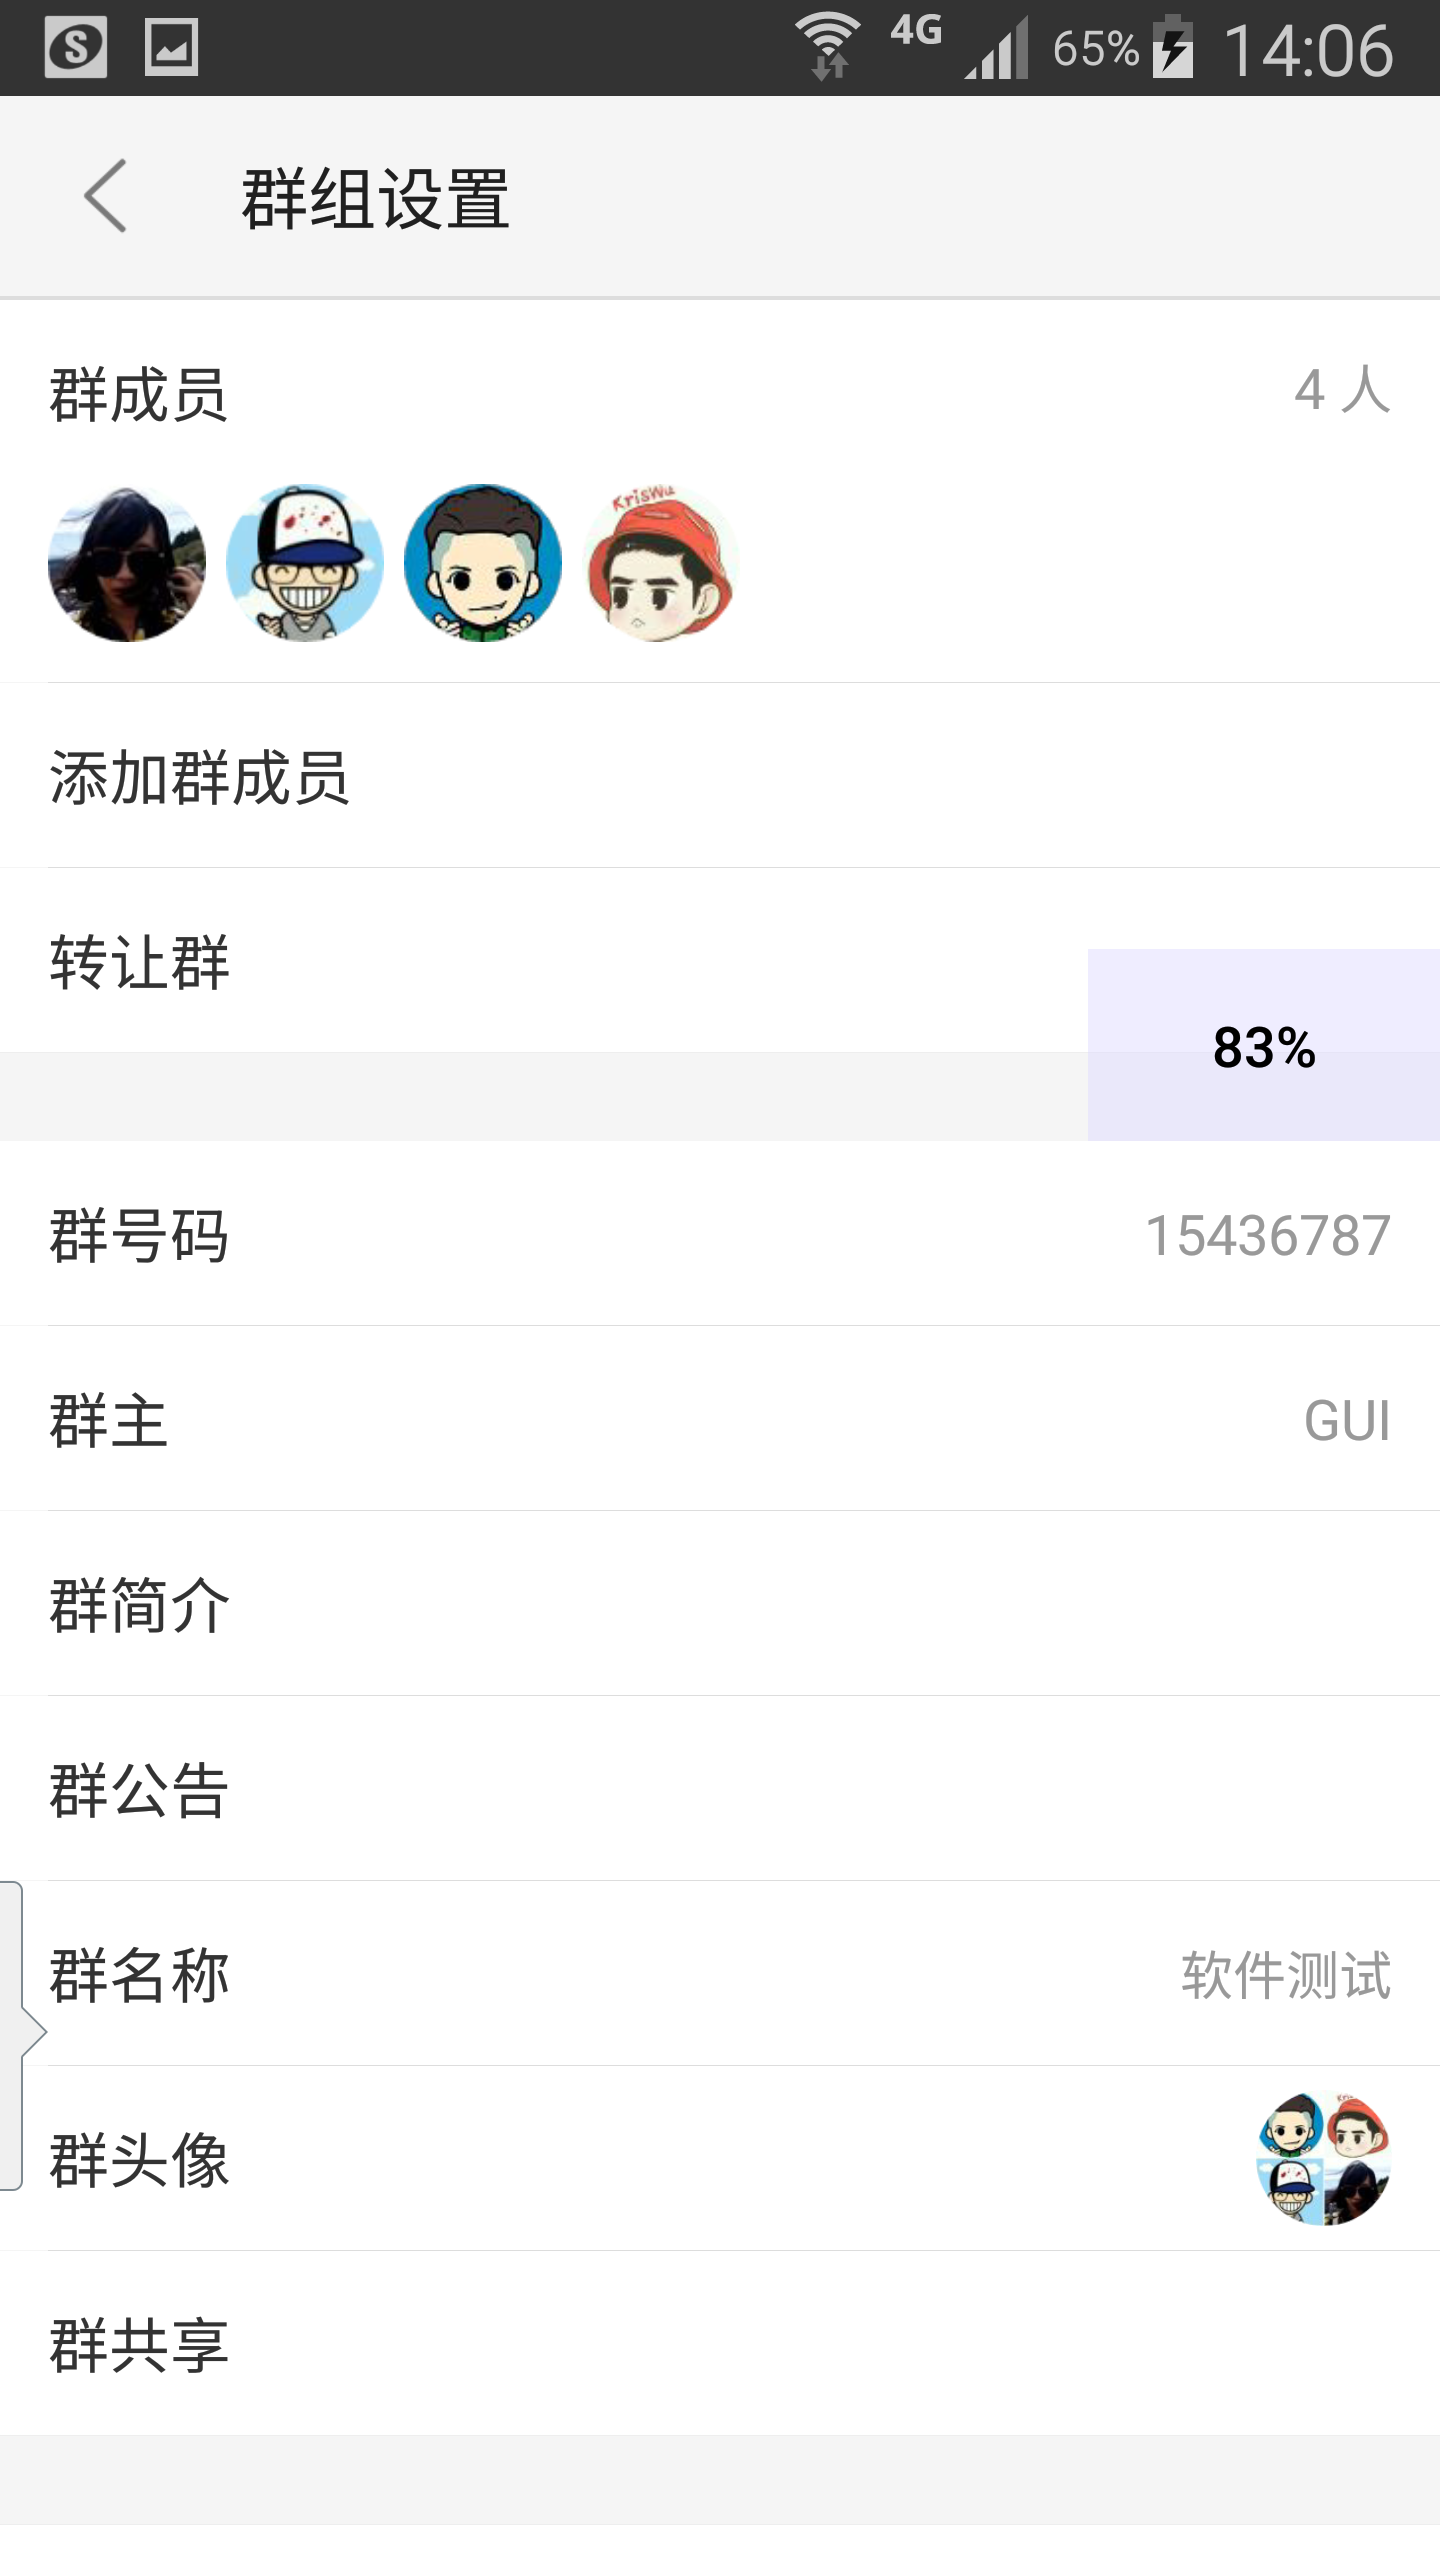 4G 65% 14:06
群组设置
群成员 4 人
KrisWu
添加群成员
转让群
83%
群号码 15436787
群主 GUI
群简介
群公告
群名称 软件测试
群头像
群共享